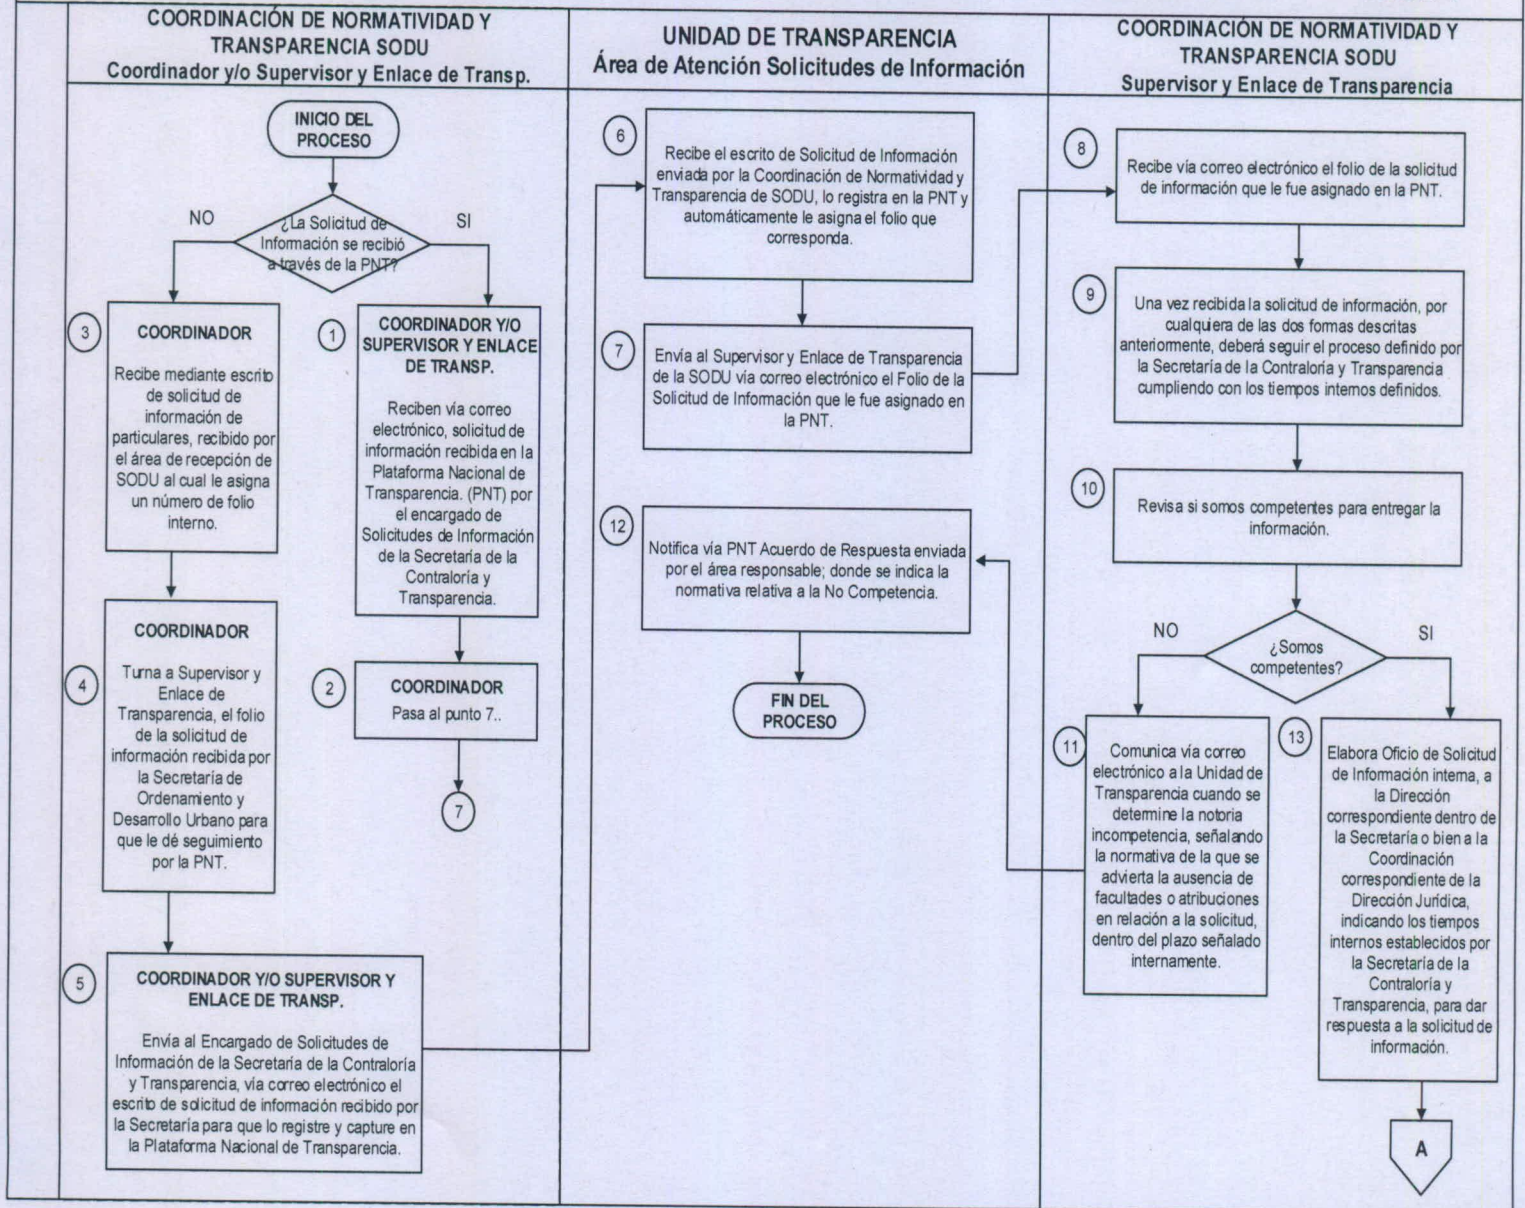 COORDINACIÓN DE NORMATIVIDAD Y
TRANSPARENCIA SODU
Coordinador y/o Supervisor y Enlace de Transp.
UNIDAD DE TRANSPARENCIA
Área de Atención Solicitudes de Información
COORDINACIÓN DE NORMATIVIDAD Y
TRANSPARENCIA SODU
Supervisor y Enlace de Transparencia
INICIO DEL
PROCESO
¿La Solicitud de
Información se recibió
a través de la PNT?
NO
SI
3
COORDINADOR
Recibe mediante escrito
de solicitud de
información de
particulares, recibido por
el área de recepción de
SODU al cual le asigna
un número de folio
interno.
1
COORDINADOR Y/O
SUPERVISOR Y ENLACE
DE TRANSP.
Reciben vía correo
electrónico, solicitud de
información recibida en la
Plataforma Nacional de
Transparencia. (PNT) por
el encargado de
Solicitudes de Información
de la Secretaría de la
Contraloría y
Transparencia.
4
COORDINADOR
Turna a Supervisor y
Enlace de
Transparencia, el folio
de la solicitud de
información recibida por
la Secretaría de
Ordenamiento y
Desarrollo Urbano para
que le dé seguimiento
por la PNT.
2
COORDINADOR
Pasa al punto 7..
7
5
COORDINADOR Y/O SUPERVISOR Y
ENLACE DE TRANSP.
Envía al Encargado de Solicitudes de
Información de la Secretaría de la Contraloría
y Transparencia, vía correo electrónico el
escrito de solicitud de información recibido por
la Secretaría para que lo registre y capture en
la Plataforma Nacional de Transparencia.
6
Recibe el escrito de Solicitud de Información
enviada por la Coordinación de Normatividad y
Transparencia de SODU, lo registra en la PNT y
automáticamente le asigna el folio que
corresponda.
7
Envía al Supervisor y Enlace de Transparencia
de la SODU vía correo electrónico el Folio de la
Solicitud de Información que le fue asignado en
la PNT.
12
Notifica vía PNT Acuerdo de Respuesta enviada
por el área responsable; donde se indica la
normativa relativa a la No Competencia.
FIN DEL
PROCESO
8
Recibe vía correo electrónico el folio de la solicitud
de información que le fue asignado en la PNT.
9
Una vez recibida la solicitud de información, por
cualquiera de las dos formas descritas
anteriormente, deberá seguir el proceso definido por
la Secretaría de la Contraloría y Transparencia
cumpliendo con los tiempos internos definidos.
10
Revisa si somos competentes para entregar la
información.
¿Somos
competentes?
NO
SI
11
Comunica vía correo
electrónico a la Unidad de
Transparencia cuando se
determine la notoria
incompetencia, señalando
la normativa de la que se
advierta la ausencia de
facultades o atribuciones
en relación a la solicitud,
dentro del plazo señalado
internamente.
13
Elabora Oficio de Solicitud
de Información interna, a
la Dirección
correspondiente dentro de
la Secretaría o bien a la
Coordinación
correspondiente de la
Dirección Jurídica,
indicando los tiempos
internos establecidos por
la Secretaría de la
Contraloría y
Transparencia, para dar
respuesta a la solicitud de
información.
A